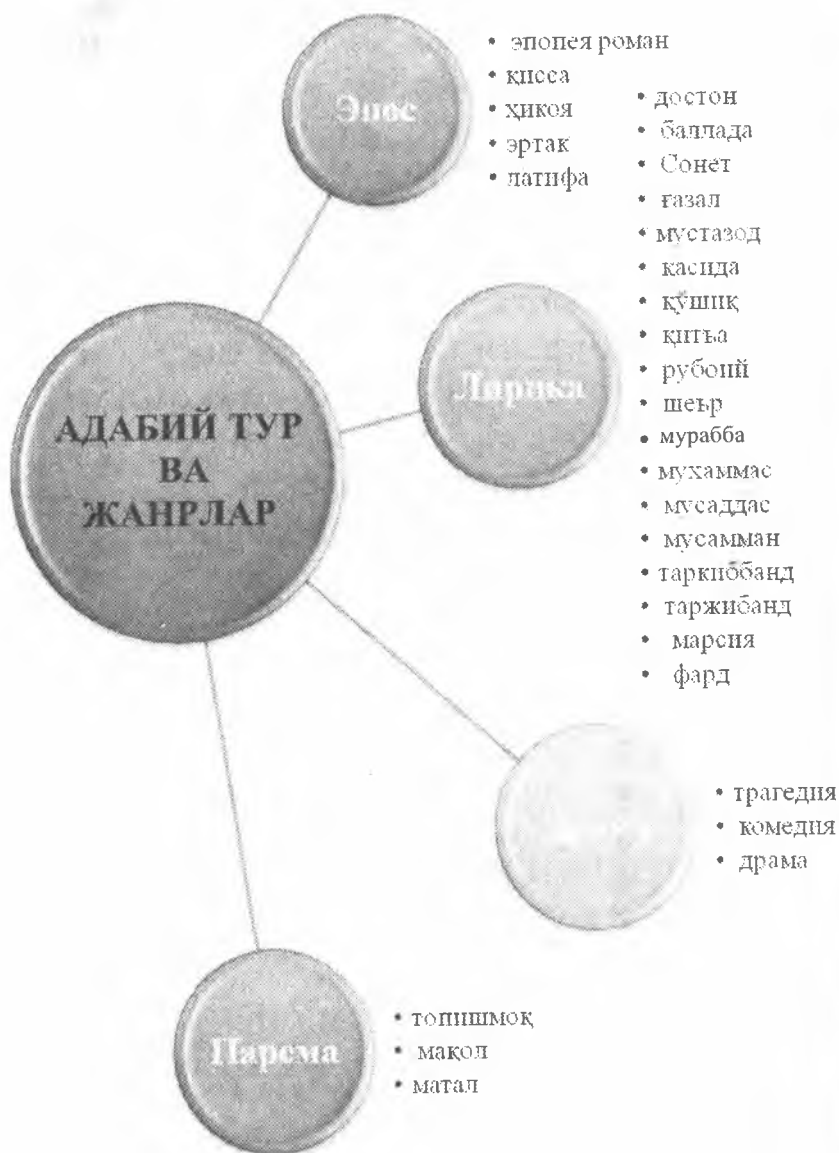 • эпопея роман
• қисса
• ҳикоя
• эртак
• латифа
Эпос
• достон
• баллада
• Сонет
• ғазал
• мустазод
• қасида
• қўшиқ
• қитъа
• рубоий
• шеър
• мурабба
• мухаммас
• мусаддас
• мусамман
• таркиббанд
• таржибанд
• марсия
• фард
Лирика
АДАБИЙ ТУР
ВА
ЖАНРЛАР
• трагедия
• комедия
• драма
Парема
• топишмоқ
• мақол
• матал